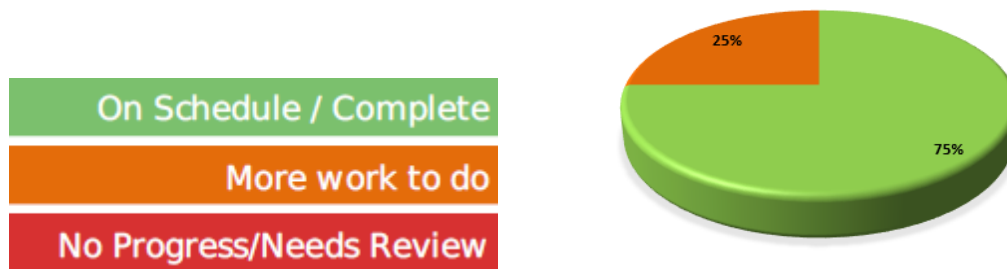 On Schedule / Complete
More work to do
No Progress/Needs Review
25%
75%